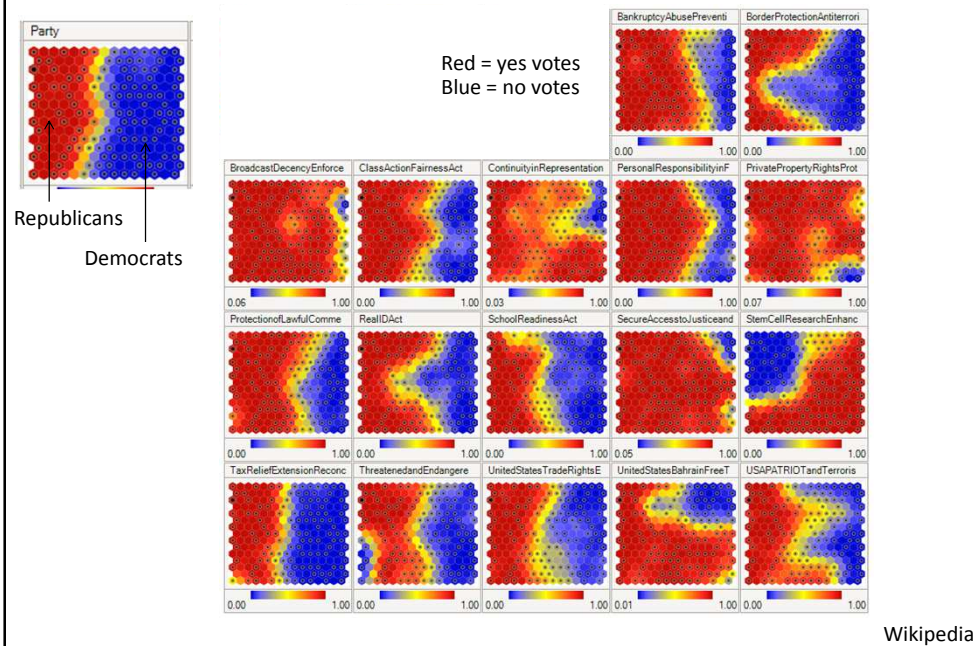 Party
Republicans
Democrats
Red = yes votes
Blue = no votes
BankruptcyAbusePreventi
BorderProtectionAntiterrori
0.00 1.00
0.00 1.00
BroadcastDecencyEnforce
ClassActionFairnessAct
ContinuityinRepresentation
PersonalResponsibilityinF
PrivatePropertyRightsProt
0.06 1.00
0.00 1.00
0.03 1.00
0.00 1.00
0.07 1.00
ProtectionofLawfulComme
RealIDAct
SchoolReadinessAct
SecureAccesstoJusticeand
StemCellResearchEnhanc
0.00 1.00
0.00 1.00
0.00 1.00
0.05 1.00
0.00 1.00
TaxReliefExtensionReconc
ThreatenedandEndangere
UnitedStatesTradeRightsE
UnitedStatesBahrainFreeT
USAPATRIOTandTerroris
0.00 1.00
0.00 1.00
0.00 1.00
0.01 1.00
0.00 1.00
Wikipedia